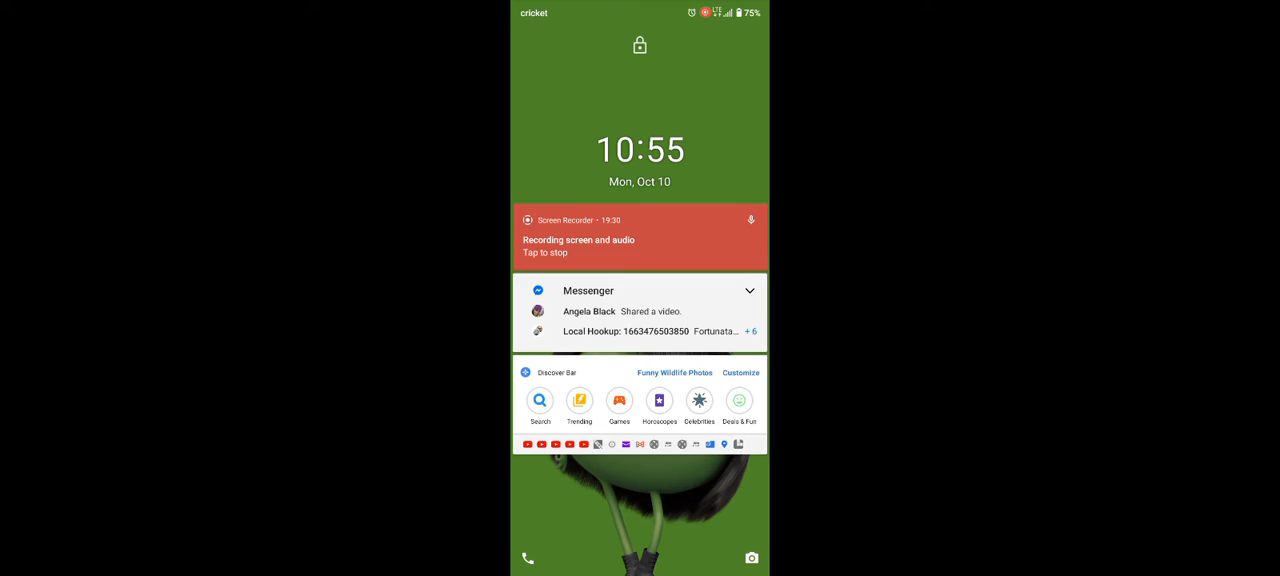 cricket
LTE 75%
10:55
Mon, Oct 10
Screen Recorder • 19:30
Recording screen and audio
Tap to stop
Messenger
Angela Black Shared a video.
Local Hookup: 1663476503850 Fortunata... + 6
Discover Bar Funny Wildlife Photos Customize
Search Trending Games Horoscopes Celebrities Deals & Fun